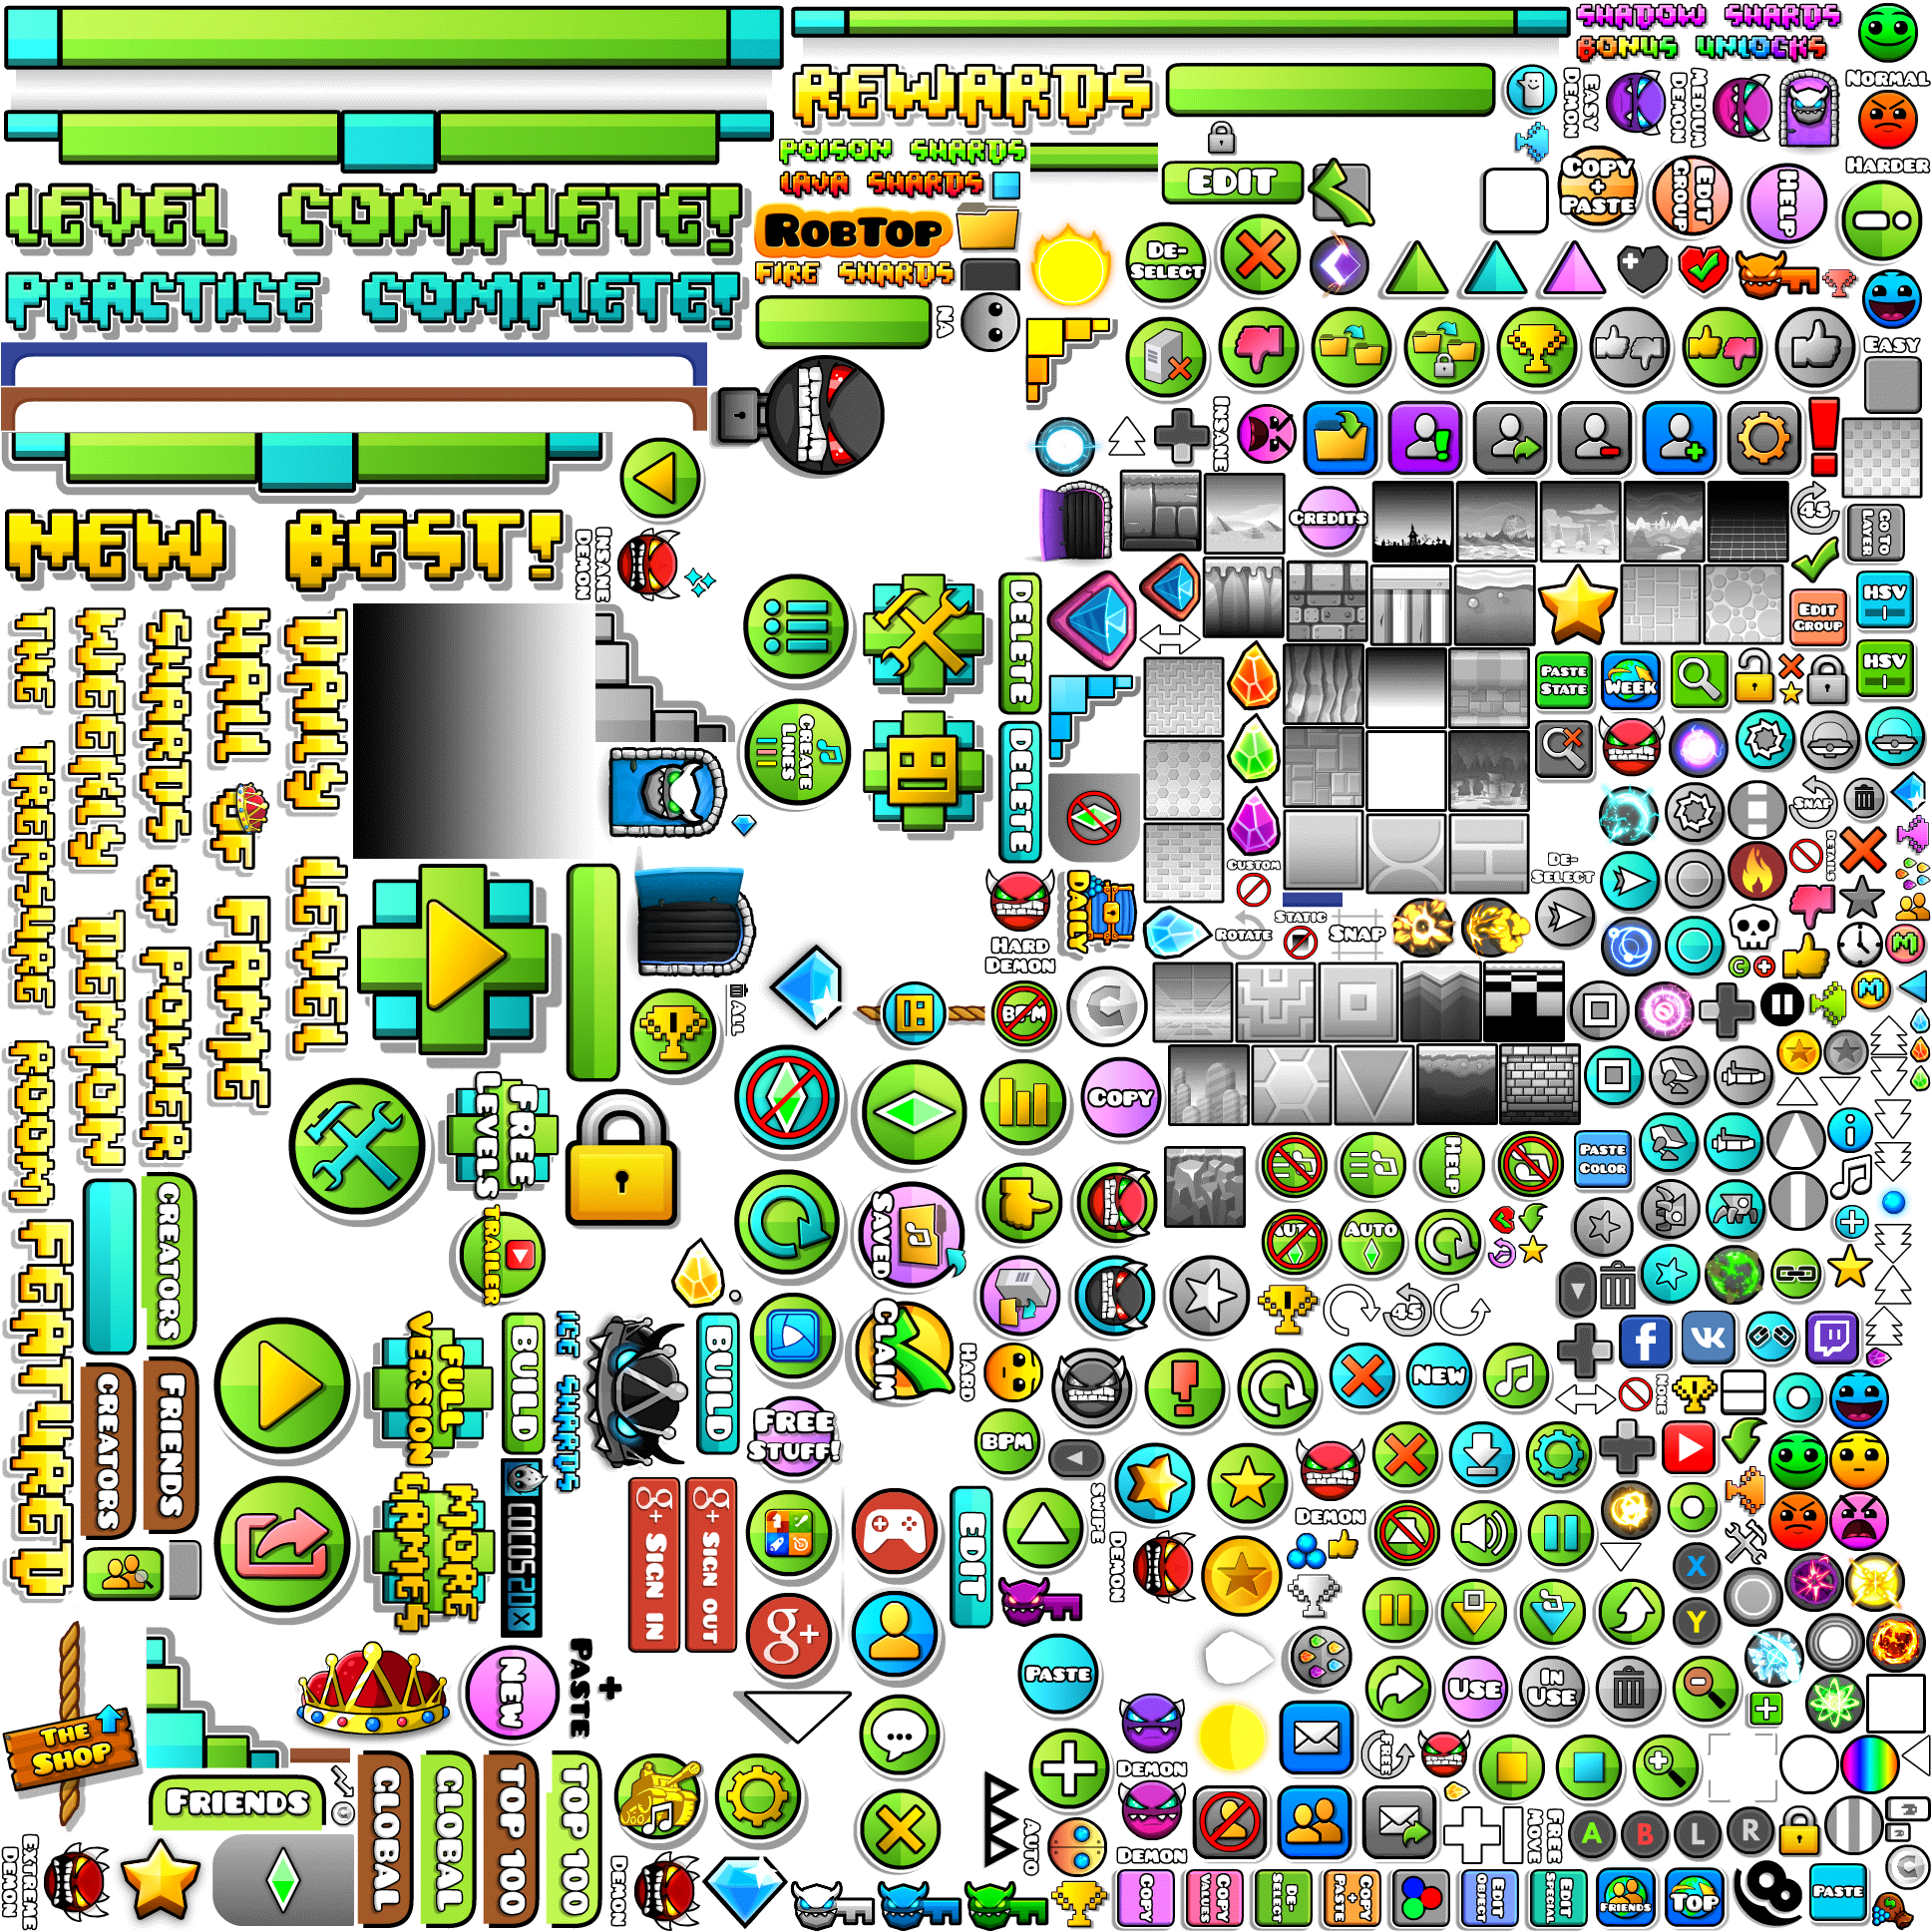 SHADOW SHARDS
BONUS UNLOCKS
NORMAL
REWARDS
EASY
DEMON
MEDIUM
DEMON
POISON SHARDS
LAVA SHARDS
EDIT
COPY
+
PASTE
EDIT
GROUP
HELP
HARDER
LEVEL COMPLETE!
ROBTOP
DE-
SELECT
FIRE SHARDS
PRACTICE COMPLETE!
NA
EASY
INSANE
CREDITS
45
GO TO
LAYER
NEW BEST!
INSANE
DEMON
HSV
EDIT
GROUP
DELETE
THE TREASURE ROOM
WEEKLY DEMON
SHARDS OF POWER
HALL OF FAME
DAILY LEVEL
PASTE
STATE
WEEK
HSV
CREATE
LINES
DELETE
SNAP
DETAILS
CUSTOM
DE-
SELECT
DAILY
ROTATE
STATIC
SNAP
HARD
DEMON
ALL
BPM
COPY
FREE
LEVELS
HELP
PASTE
COLOR
SAVED
AUTO
AUTO
CREATORS
FEATURED
TRAILER
45
CLAIM
HARD
FULL
VERSION
BUILD
ICE SHARDS
BUILD
NEW
NONE
CREATORS
FRIENDS
FREE
STUFF!
BPM
SWIPE
MORE
GAMES
COCOS2DX
g+ SIGN IN
g+ SIGN OUT
EDIT
DEMON
DEMON
X
Y
g+
PASTE
NEW
PASTE
+
USE
IN
USE
THE
SHOP
DEMON
FREE
FRIENDS
GLOBAL
GLOBAL
TOP 100
TOP 100
DEMON
AUTO
FREE
MOVE
A
B
L
R
EXTREME
DEMON
DEMON
COPY
COPY
VALUES
DE-
SELECT
COPY
+
PASTE
EDIT
OBJECT
EDIT
SPECIAL
FRIENDS
TOP
PASTE